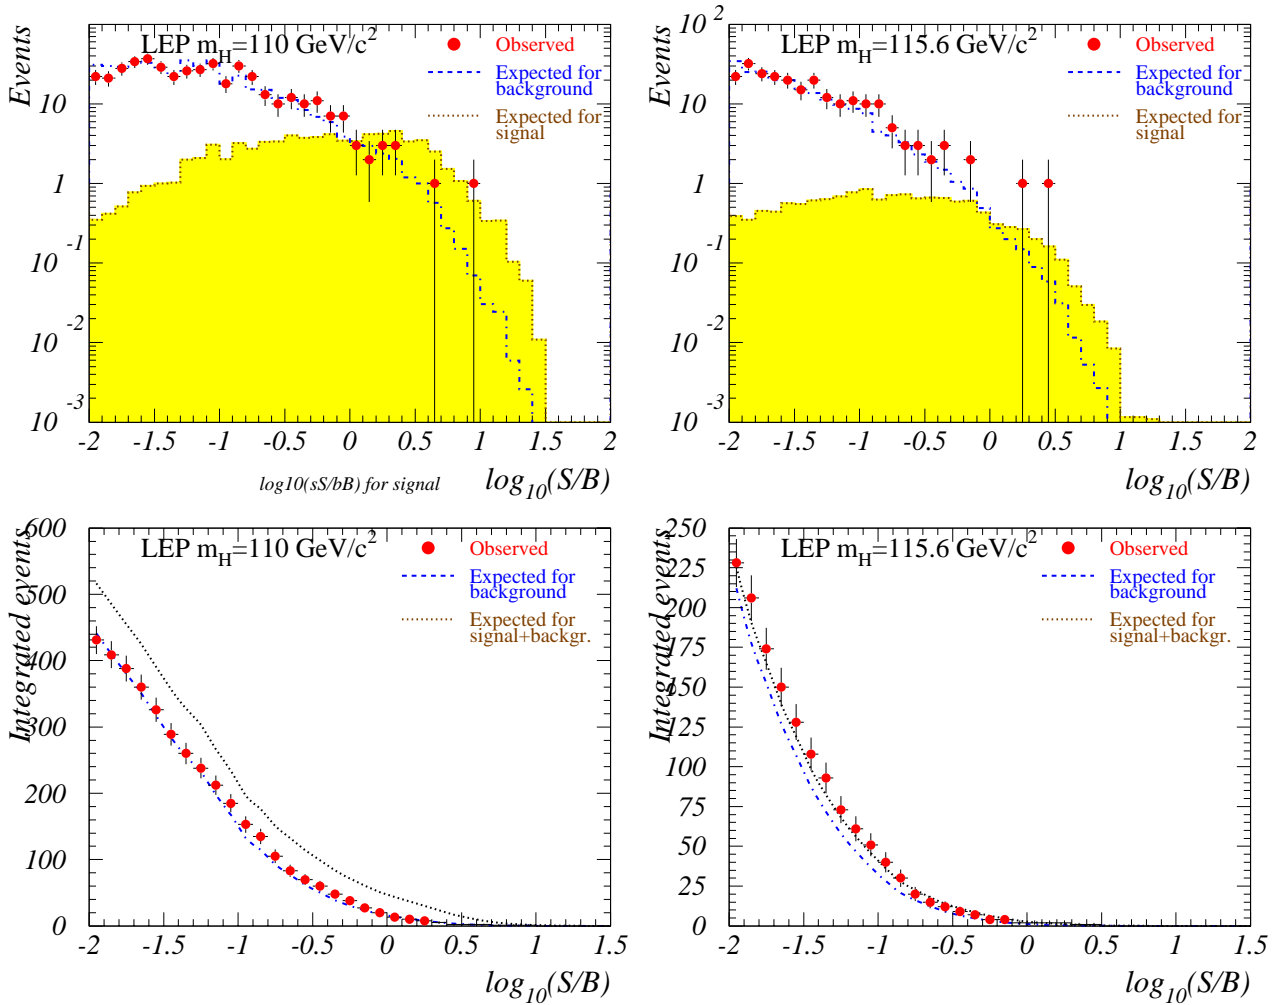 LEP m_H=110 GeV/c^2
Observed
Expected for
background
Expected for
signal
Events
10
1
10^-1
10^-2
10^-3
-2 -1.5 -1 -0.5 0 0.5 1 1.5 2
log10(sS/bB) for signal
log_10(S/B)
10^2
LEP m_H=115.6 GeV/c^2
Observed
Expected for
background
Expected for
signal
Events
10
1
10^-1
10^-2
10^-3
-2 -1.5 -1 -0.5 0 0.5 1 1.5 2
log_10(S/B)
LEP m_H=110 GeV/c^2
Observed
Expected for
background
Expected for
signal+backgr.
Integrated events
600
500
400
300
200
100
0
-2 -1.5 -1 -0.5 0 0.5 1 1.5
log_10(S/B)
LEP m_H=115.6 GeV/c^2
Observed
Expected for
background
Expected for
signal+backgr.
Integrated events
250
225
200
175
150
125
100
75
50
25
0
-2 -1.5 -1 -0.5 0 0.5 1 1.5
log_10(S/B)